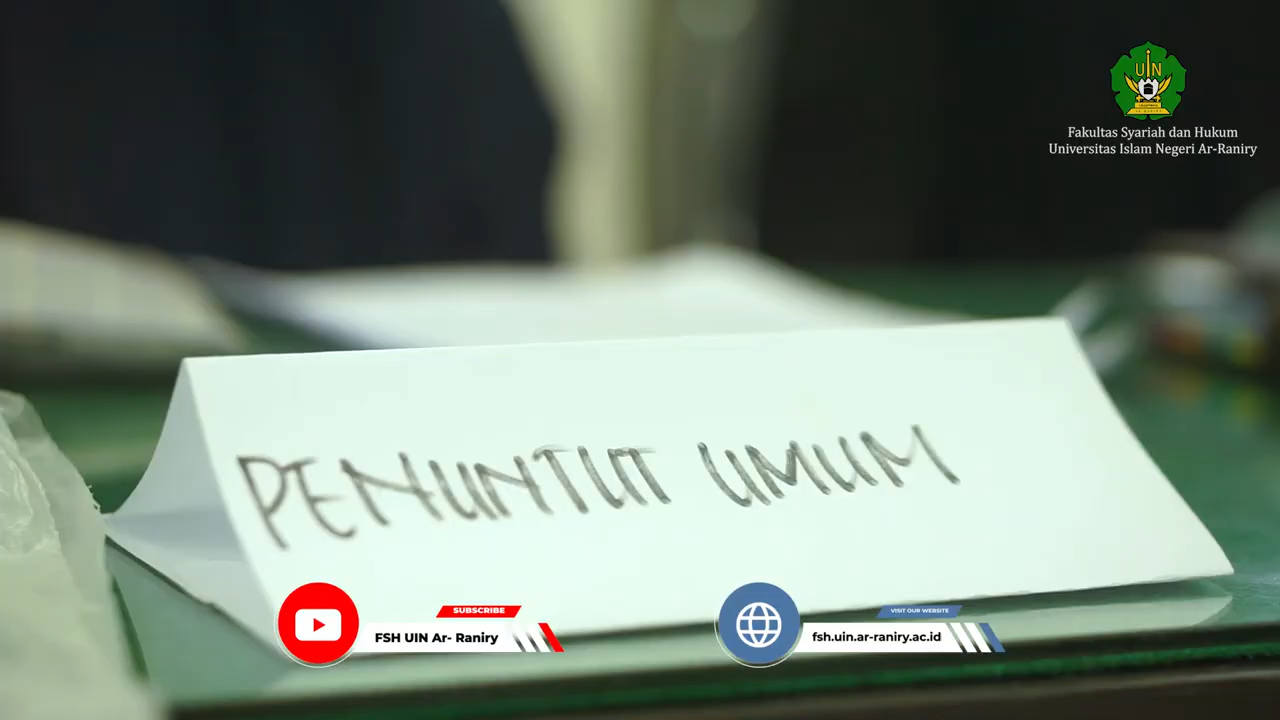 UIN
Fakultas Syariah dan Hukum
Universitas Islam Negeri Ar-Raniry
PENUNTUT UMUM
SUBSCRIBE
FSH UIN Ar- Raniry
VISIT OUR WEBSITE
fsh.uin.ar-raniry.ac.id